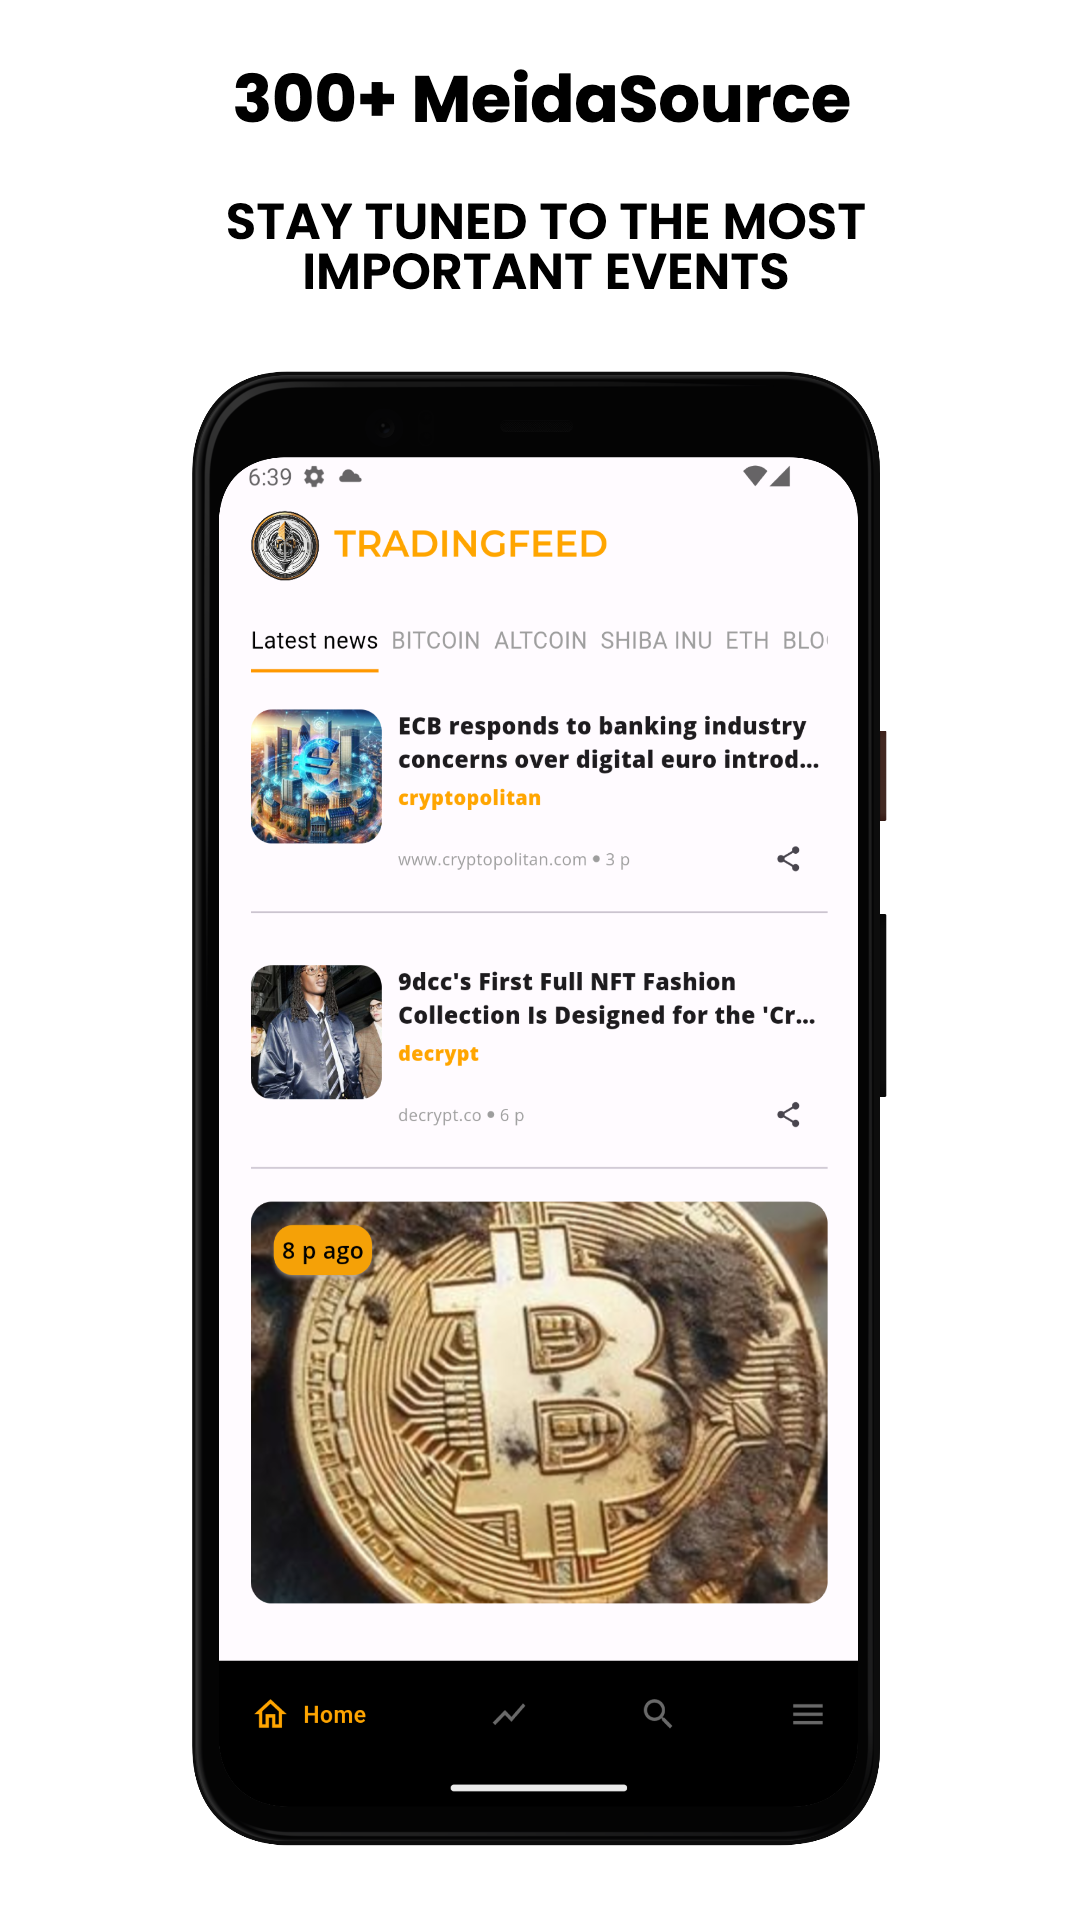 300+ MeidaSource
STAY TUNED TO THE MOST
IMPORTANT EVENTS
6:39
TRADINGFEED
Latest news BITCOIN ALTCOIN SHIBA INU ETH BLO
ECB responds to banking industry
concerns over digital euro introd...
cryptopolitan
www.cryptopolitan.com • 3 p
9dcc's First Full NFT Fashion
Collection Is Designed for the 'Cr...
decrypt
decrypt.co • 6 p
8 p ago
Home